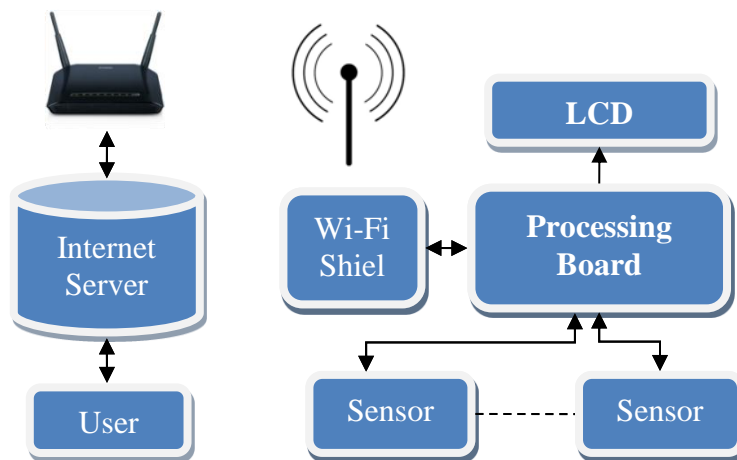 LCD
Internet
Server
Wi-Fi
Shiel
Processing
Board
User
Sensor
Sensor